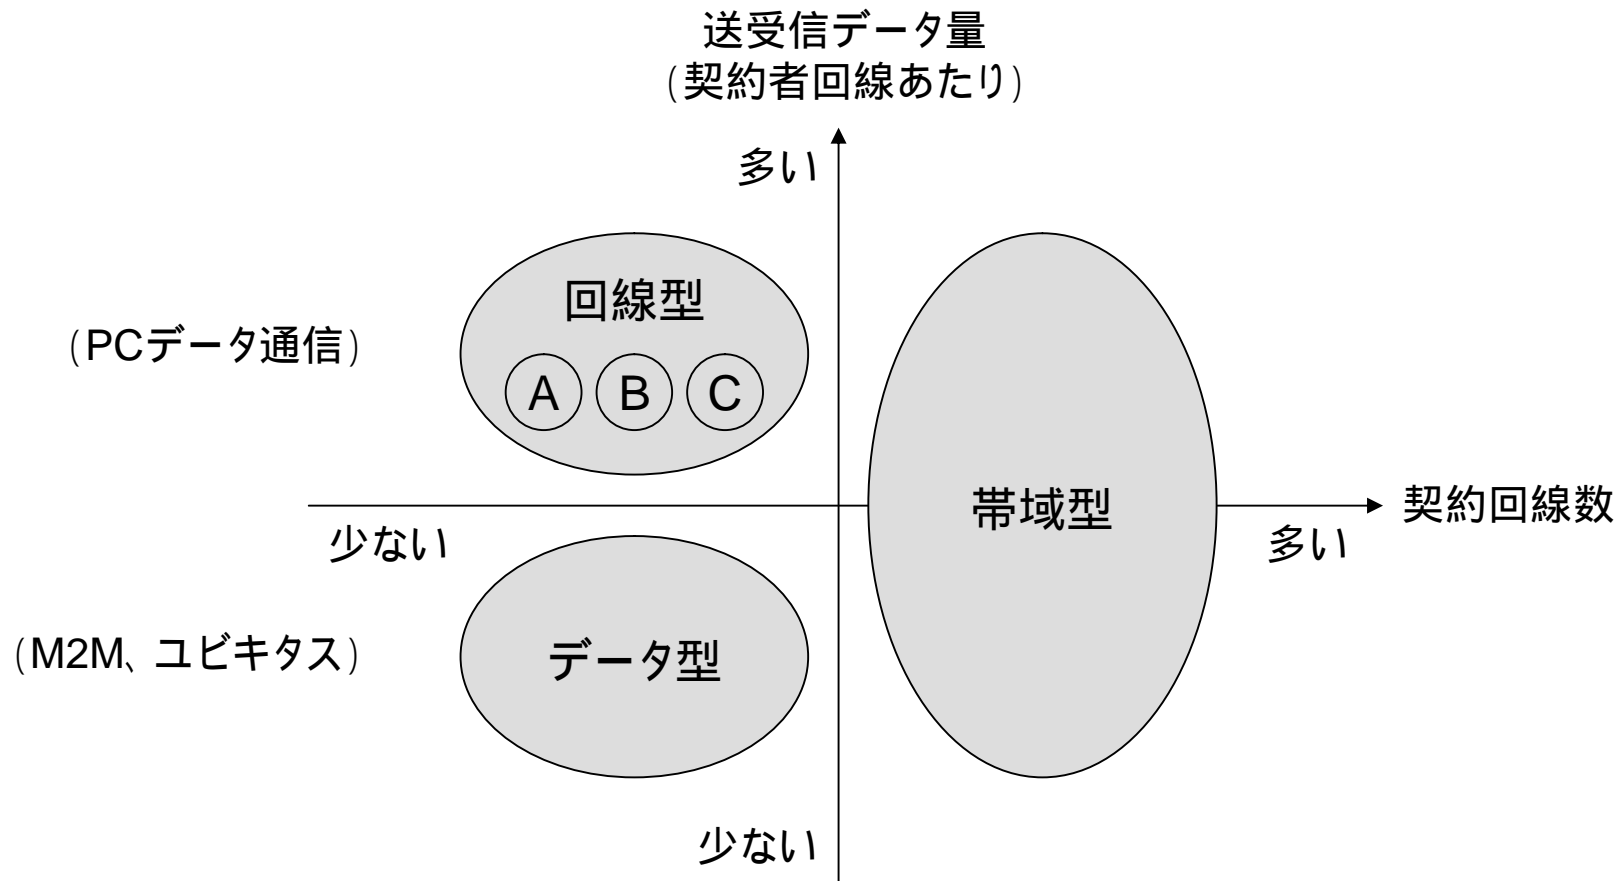 送受信データ量
(契約者回線あたり)
多い
回線型
(PCデータ通信)
A B C
帯域型
契約回線数
少ない
多い
データ型
(M2M、ユビキタス)
少ない